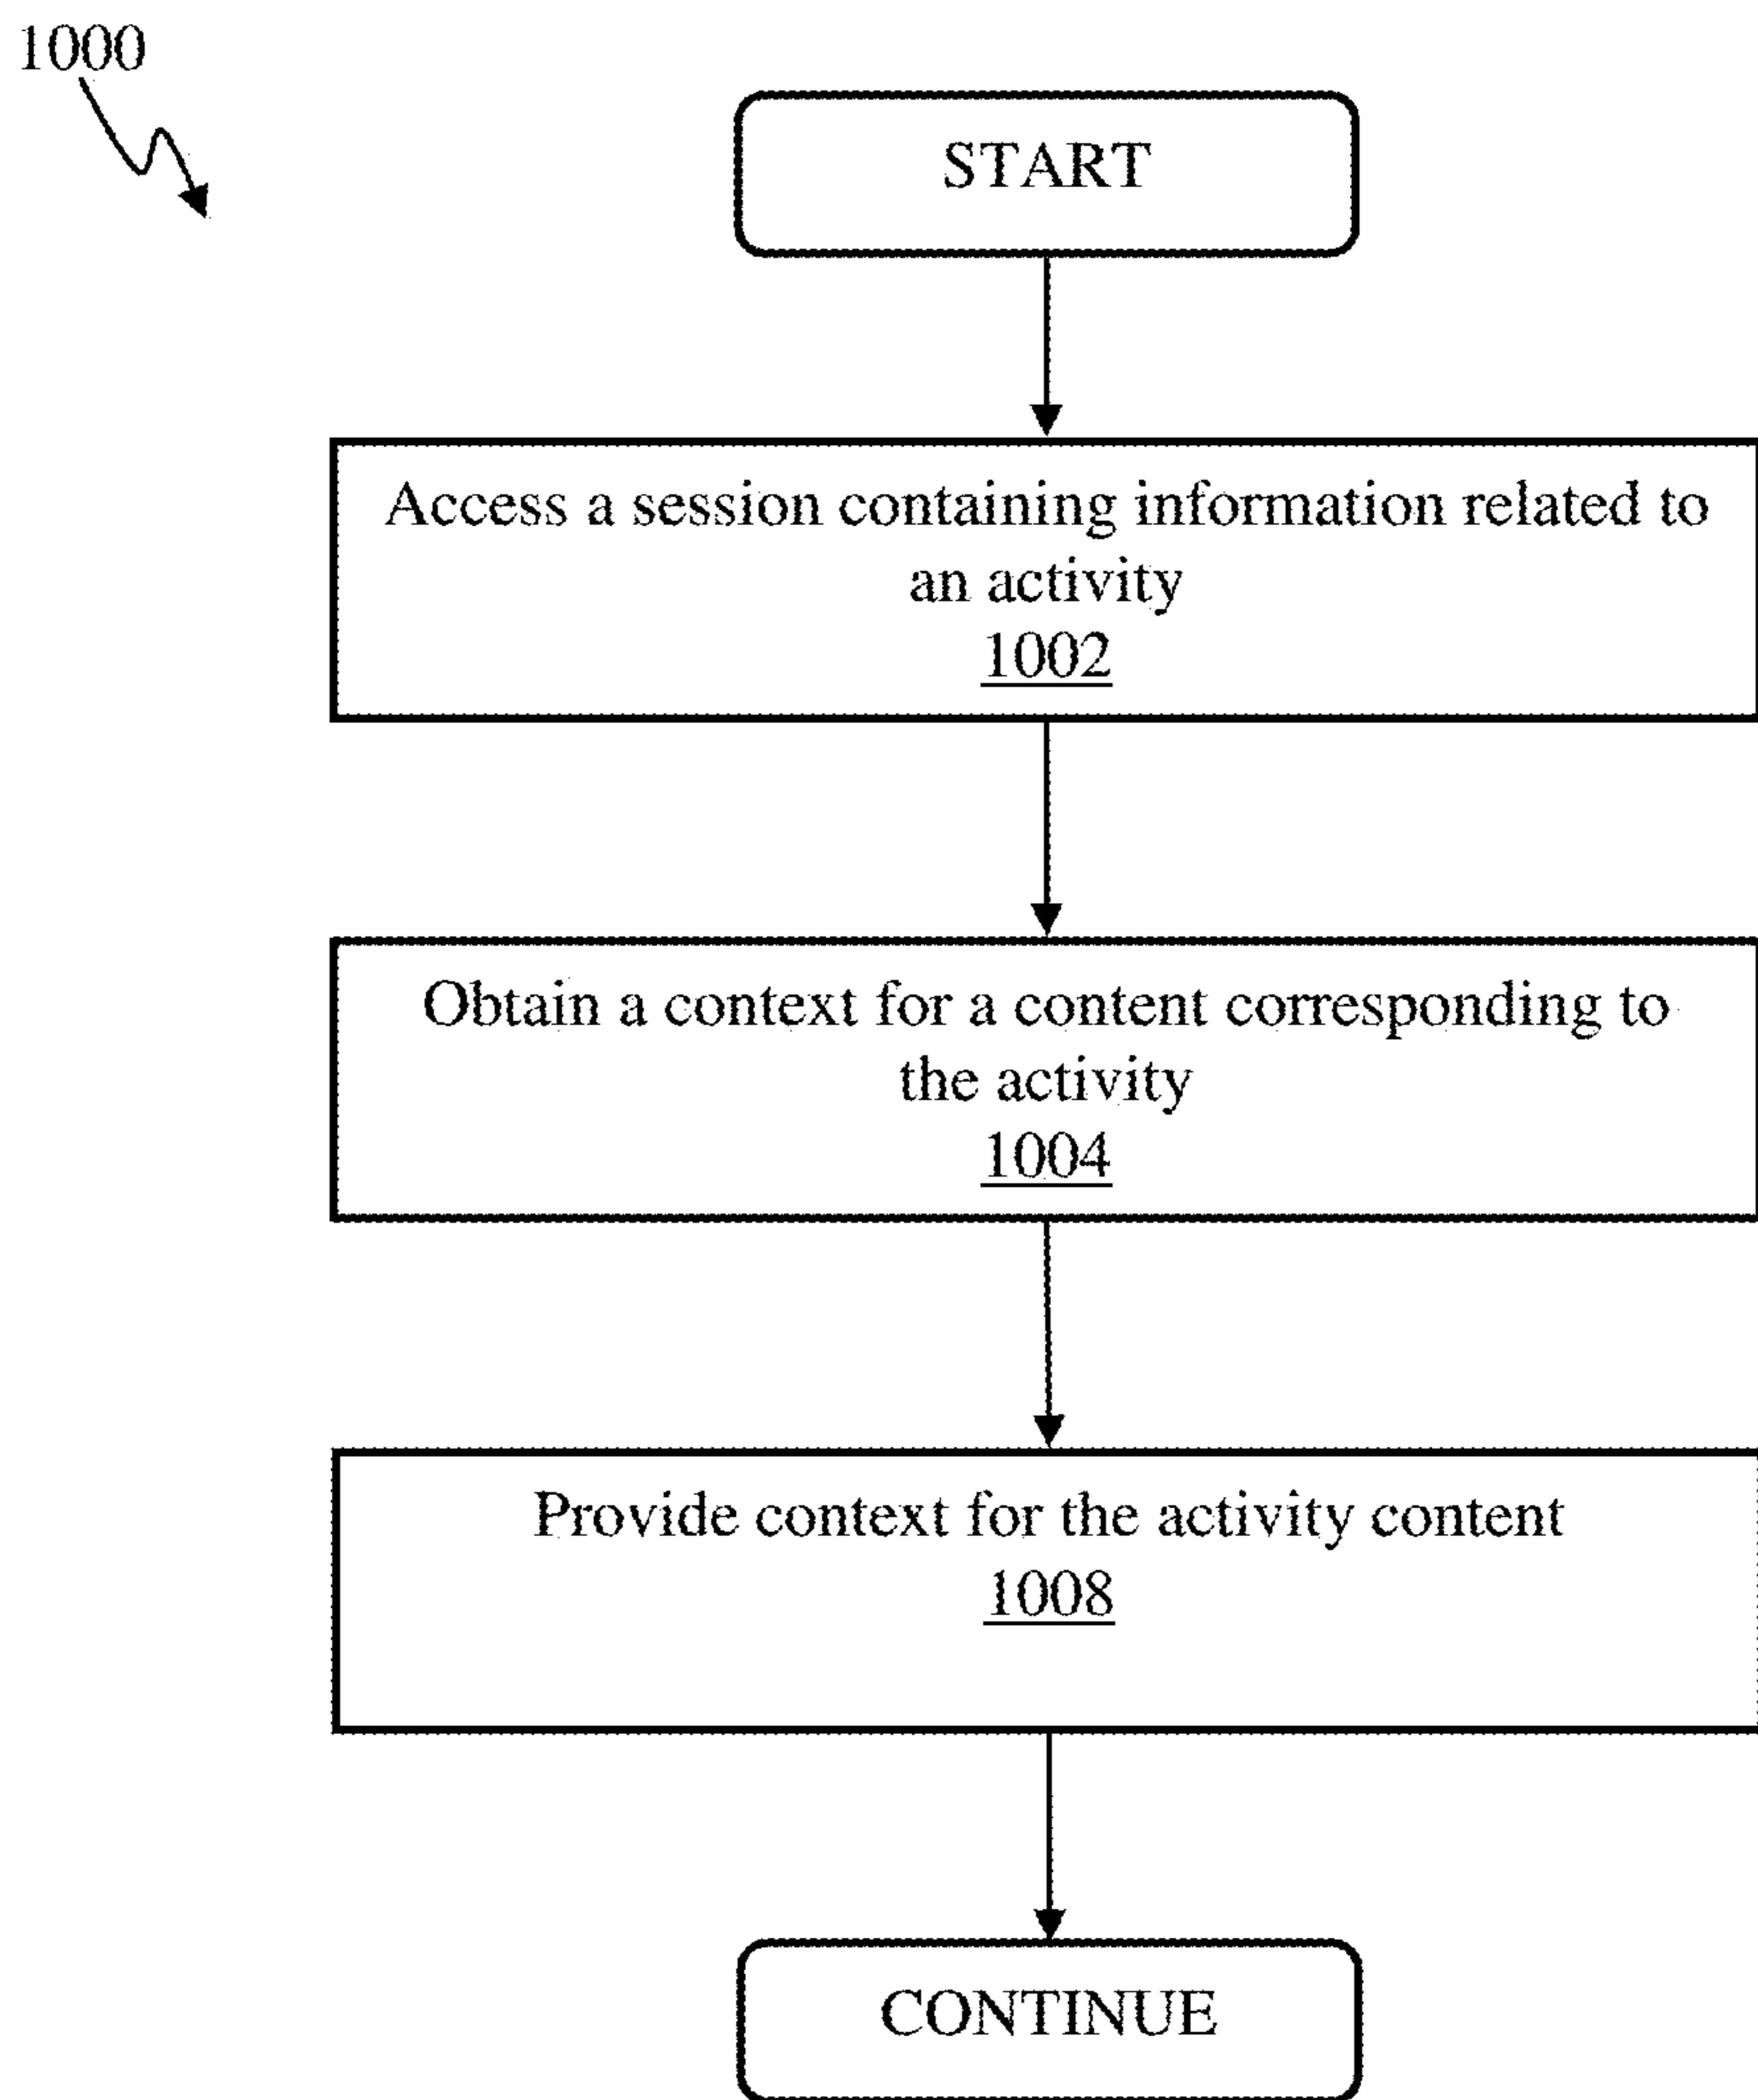 1000
START
Access a session containing information related to
an activity
1002
Obtain a context for a content corresponding to
the activity
1004
Provide context for the activity content
1008
CONTINUE